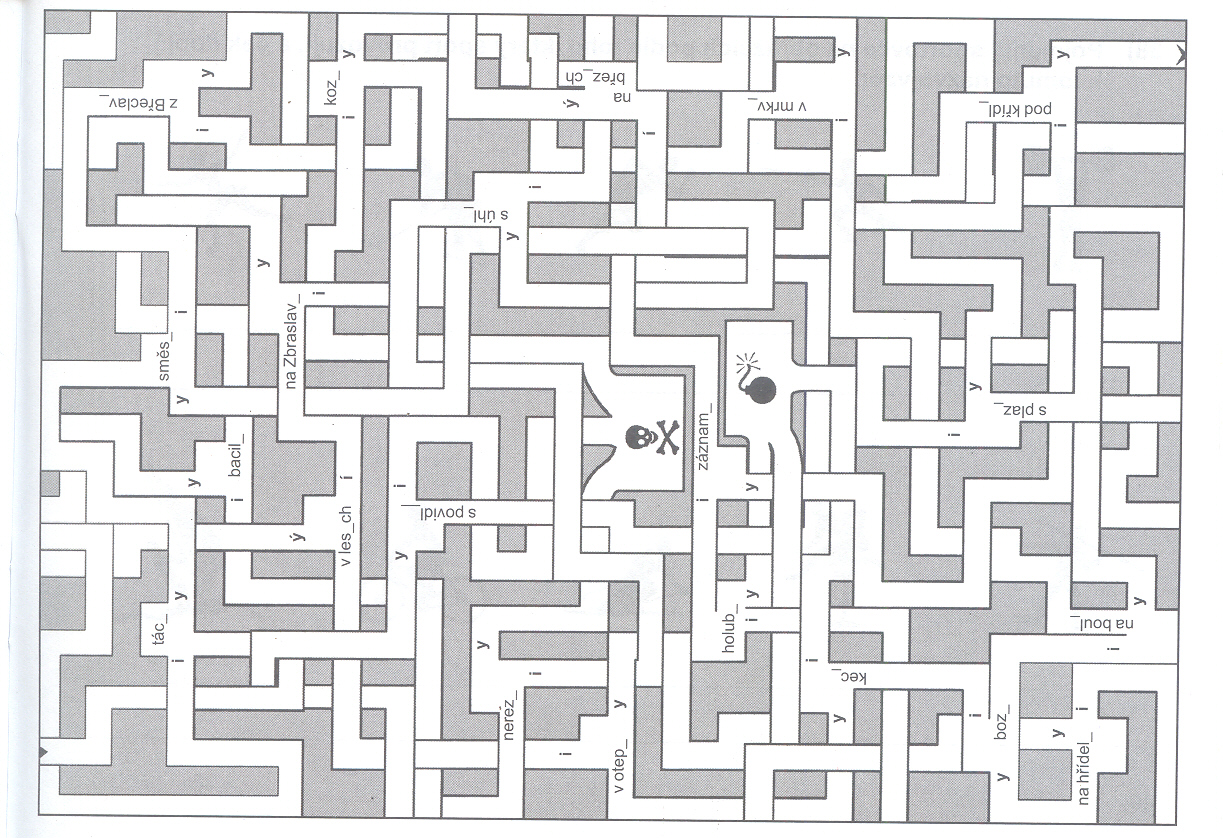 y
koz_
i
y
z Břeclav_
i
y
na
břez_ch
ý
í
y
v mrkv_
i
y
pod křídl_
i
i
s úhl_
y
y
na Zbraslav_
i
i
směs_
y
y
s plaz_
i
bacil_
y
i
í
v les_ch
ý
i
s povidl_
y
záznam_
i
y
tác_
y
i
holub_
y
i
y
na boul_
i
y
nerez_
i
i
y
v otep_
i
i
kec_
y
i
boz_
y
i
y
na hřídel_